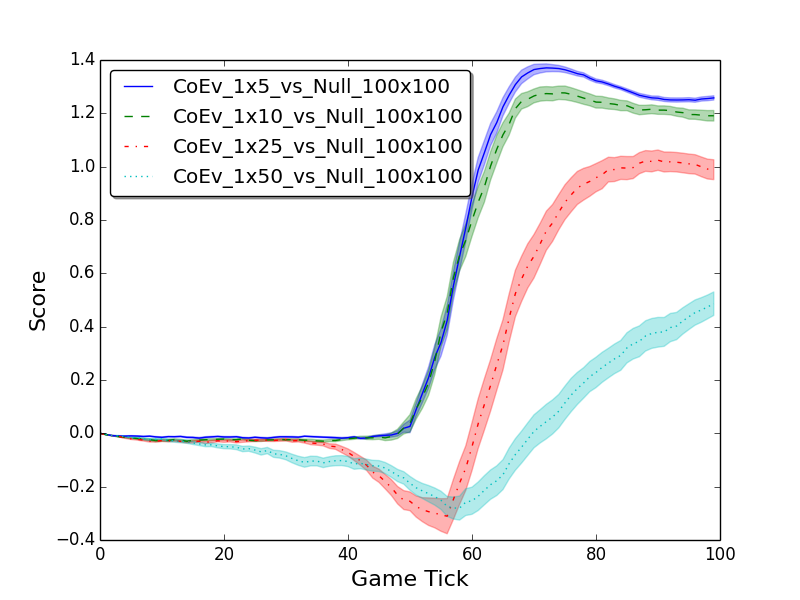 1.4
1.2
1.0
0.8
0.6
0.4
0.2
0.0
−0.2
−0.4
CoEv_1x5_vs_Null_100x100
CoEv_1x10_vs_Null_100x100
CoEv_1x25_vs_Null_100x100
CoEv_1x50_vs_Null_100x100
Score
0 20 40 60 80 100
Game Tick